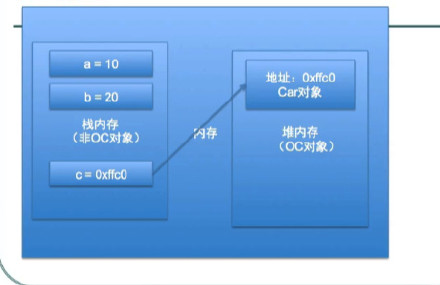 a = 10
b = 20
栈内存
（非OC对象）
c = 0xffc0
内存
地址：0xffc0
Car对象
堆内存
（OC对象）